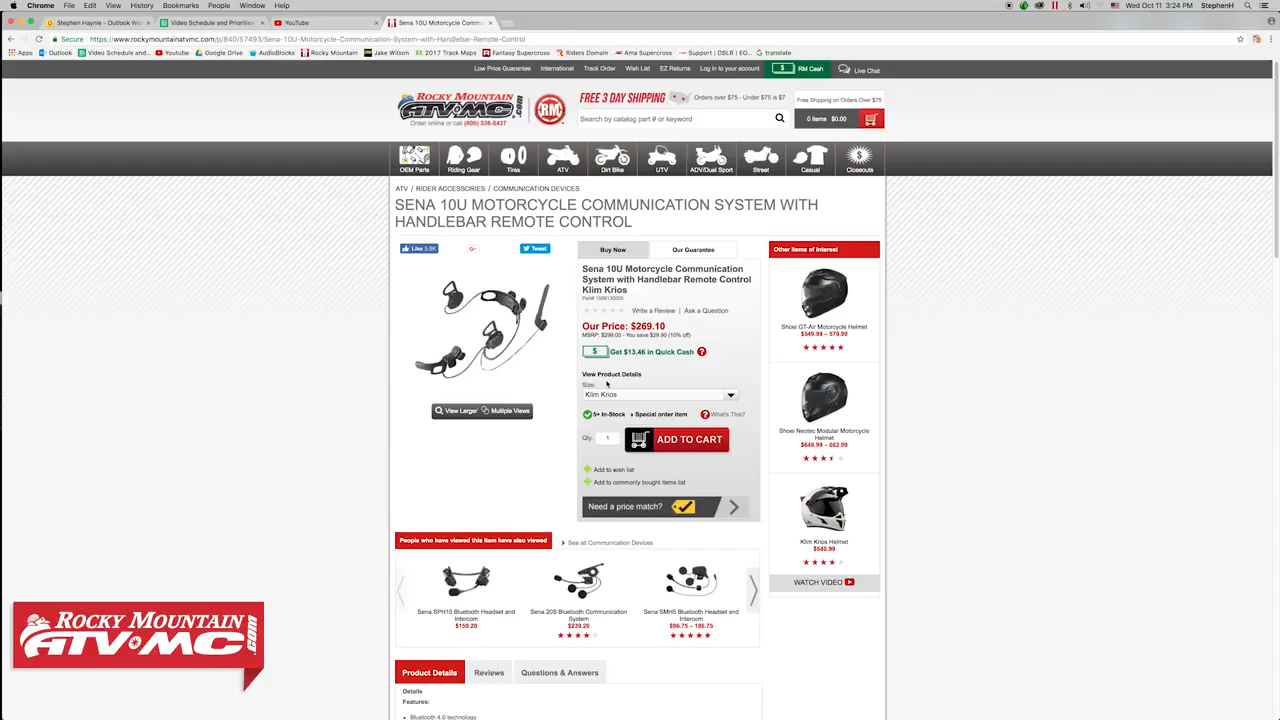 Chrome File Edit View History Bookmarks People Window Help
Wed Oct 11 3:24 PM StephenH
Stephen Haynie - Outlook Web
Video Schedule and Priorities
YouTube
Sena 10U Motorcycle Commu
Secure https://www.rockymountainatvmc.com/p/840/57493/Sena-10U-Motorcycle-Communication-System-with-Handlebar-Remote-Control
Apps Outlook Video Schedule and... Youtube Google Drive AudioBlocks Rocky Mountain Jake Wilson 2017 Track Maps Fantasy Supercross Riders Domain Ama Supercross Support | DSLR | EO... translate
Low Price Guarantee International Track Order Wish List EZ Returns Log in to your account $ RM Cash Live Chat
ROCKY MOUNTAIN
ATV MC .com
Order online or call (800) 336-5437
RM
FREE 3 DAY SHIPPING Orders over $75 - Under $75 is $7
Free Shipping on Orders Over $75
Search by catalog part # or keyword
0 items $0.00
OEM Parts Riding Gear Tires ATV Dirt Bike UTV ADV/Dual Sport Street Casual Closeouts
ATV / RIDER ACCESSORIES / COMMUNICATION DEVICES
SENA 10U MOTORCYCLE COMMUNICATION SYSTEM WITH
HANDLEBAR REMOTE CONTROL
Like 5.5K
G+
Tweet
View Larger Multiple Views
Buy Now Our Guarantee
Sena 10U Motorcycle Communication
System with Handlebar Remote Control
Klim Krios
Part# 1599130005
Write a Review | Ask a Question
Our Price: $269.10
MSRP: $299.00 - You save $29.90 (10% off)
$ Get $13.46 in Quick Cash ?
View Product Details
Size:
Klim Krios
5+ In-Stock » Special order item ? What's This?
Qty. 1 ADD TO CART
Add to wish list
Add to commonly bought items list
Need a price match?
Other Items of Interest
Shoei GT-Air Motorcycle Helmet
$549.99 – 579.99
Shoei Neotec Modular Motorcycle
Helmet
$648.99 – 662.99
Klim Krios Helmet
$549.99
WATCH VIDEO
People who have viewed this item have also viewed
See all Communication Devices
Sena SPH10 Bluetooth Headset and
Intercom
$159.20
Sena 20S Bluetooth Communication
System
$239.20
Sena SMH5 Bluetooth Headset and
Intercom
$96.75 – 186.75
Product Details Reviews Questions & Answers
Details
Features:
• Bluetooth 4.0 technology
ROCKY MOUNTAIN
ATV MC .com